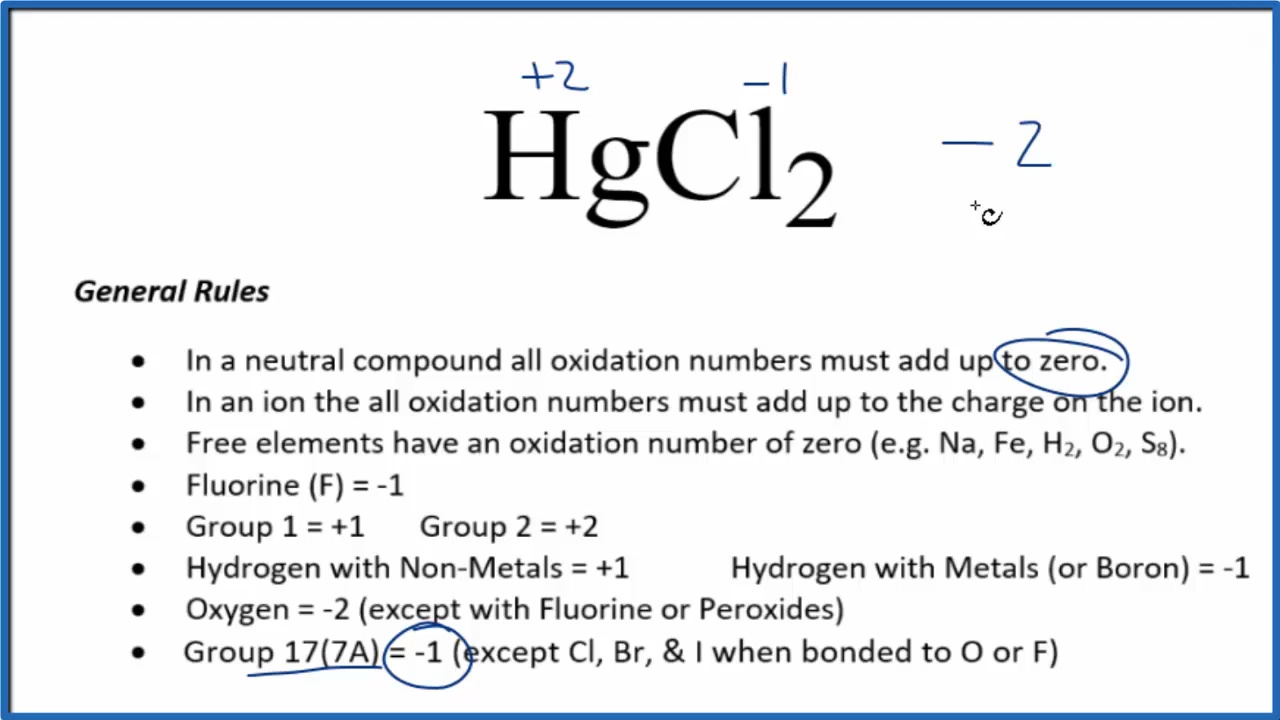 +2 -1
HgCl₂ - 2
General Rules
• In a neutral compound all oxidation numbers must add up to zero.
• In an ion the all oxidation numbers must add up to the charge on the ion.
• Free elements have an oxidation number of zero (e.g. Na, Fe, H₂, O₂, S₈).
• Fluorine (F) = -1
• Group 1 = +1 Group 2 = +2
• Hydrogen with Non-Metals = +1 Hydrogen with Metals (or Boron) = -1
• Oxygen = -2 (except with Fluorine or Peroxides)
• Group 17(7A) = -1 (except Cl, Br, & I when bonded to O or F)